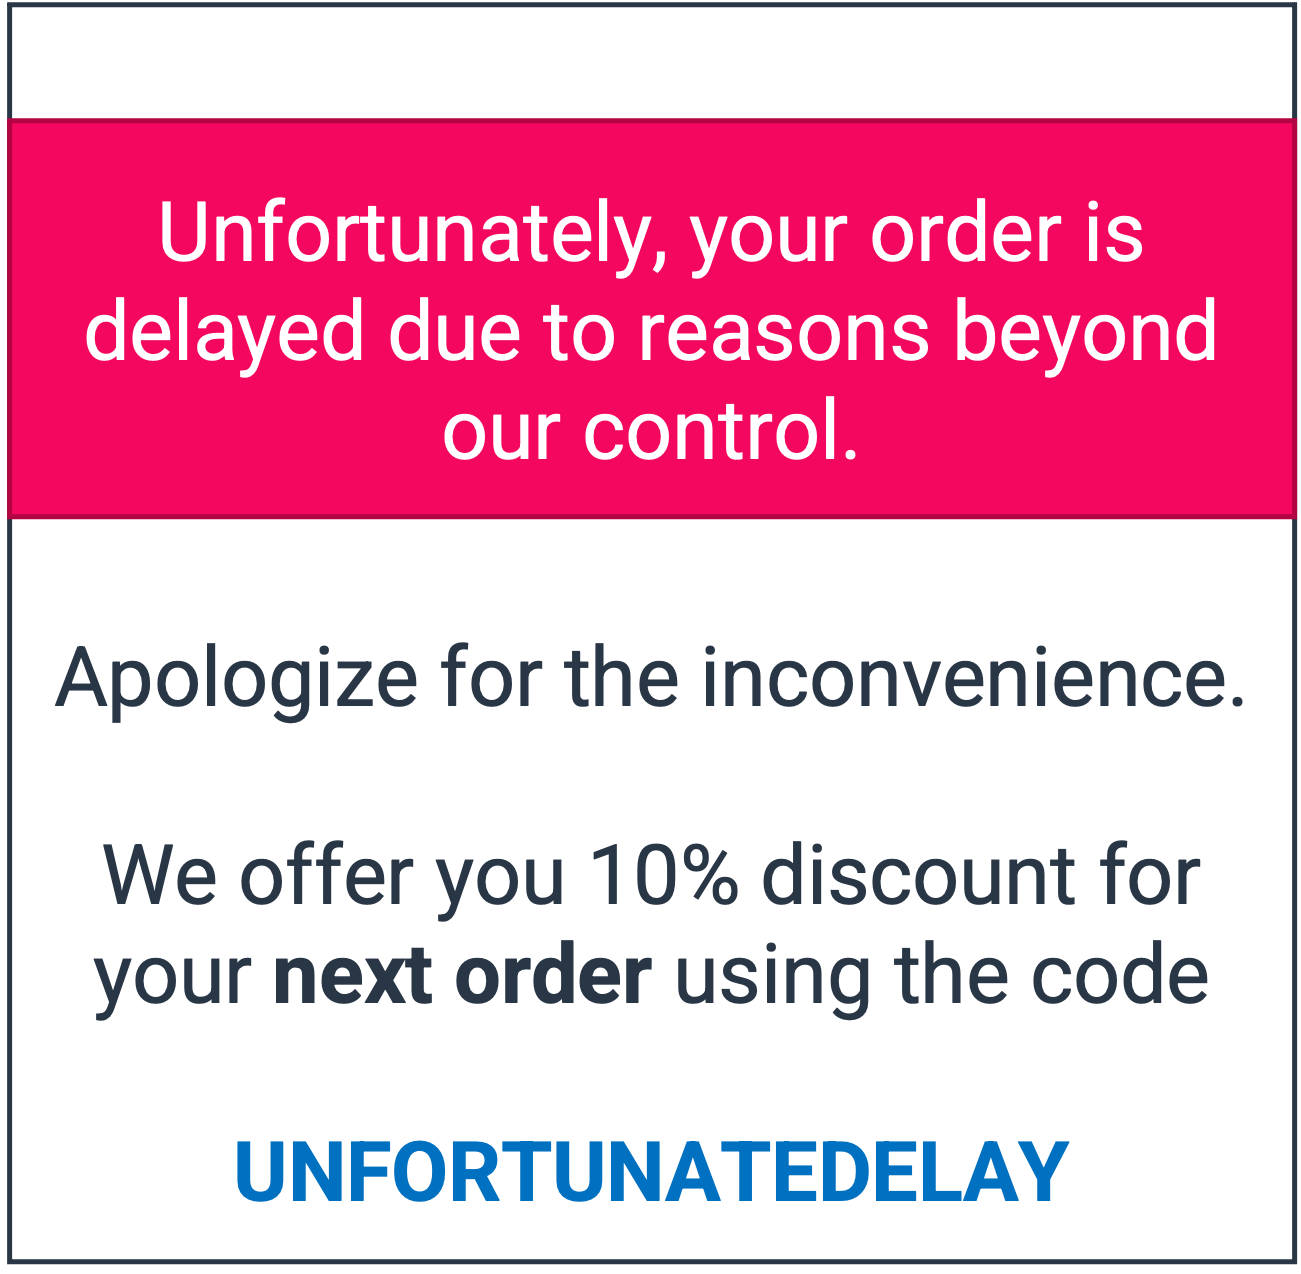 Unfortunately, your order is
delayed due to reasons beyond
our control.
Apologize for the inconvenience.
We offer you 10% discount for
your next order using the code
UNFORTUNATEDELAY